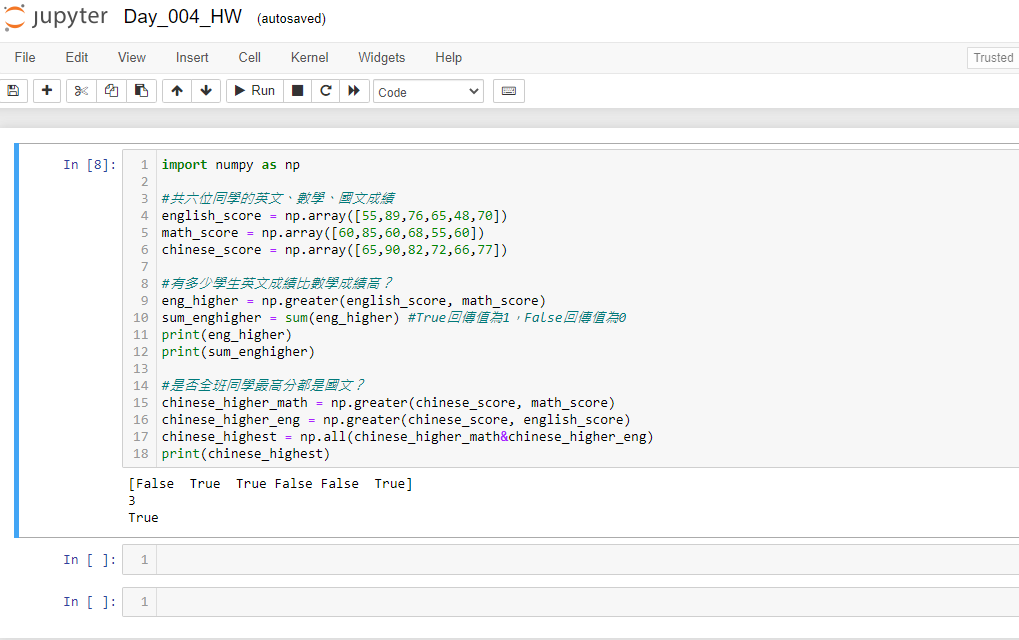 jupyter Day_004_HW (autosaved)
File Edit View Insert Cell Kernel Widgets Help Trusted
Run Code
In [8]:
1 import numpy as np
2
3 #共六位同學的英文、數學、國文成績
4 english_score = np.array([55,89,76,65,48,70])
5 math_score = np.array([60,85,60,68,55,60])
6 chinese_score = np.array([65,90,82,72,66,77])
7
8 #有多少學生英文成績比數學成績高？
9 eng_higher = np.greater(english_score, math_score)
10 sum_enghigher = sum(eng_higher) #True回傳值為1，False回傳值為0
11 print(eng_higher)
12 print(sum_enghigher)
13
14 #是否全班同學最高分都是國文？
15 chinese_higher_math = np.greater(chinese_score, math_score)
16 chinese_higher_eng = np.greater(chinese_score, english_score)
17 chinese_highest = np.all(chinese_higher_math&chinese_higher_eng)
18 print(chinese_highest)
[False  True  True False False  True]
3
True
In [ ]: 1
In [ ]: 1